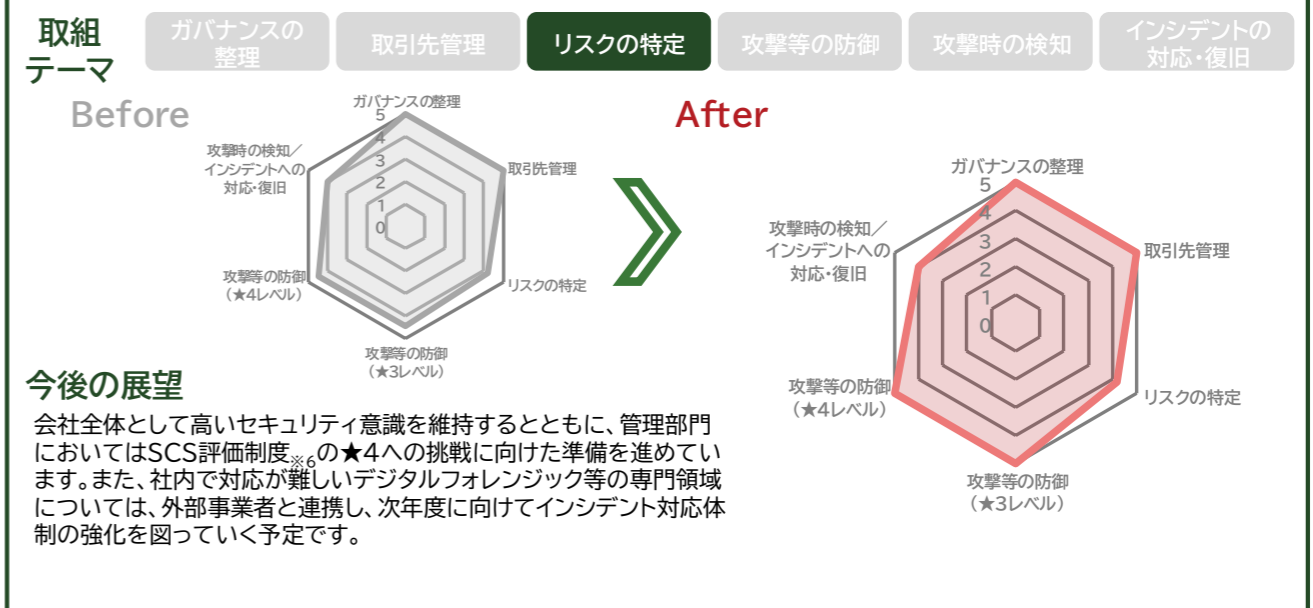 取組
テーマ
ガバナンスの
整理
取引先管理
リスクの特定
攻撃等の防御
攻撃時の検知
インシデントの
対応・復旧
Before
ガバナンスの整理
5
4
3
2
1
0
取引先管理
リスクの特定
攻撃等の防御
(★3レベル)
攻撃等の防御
(★4レベル)
攻撃時の検知/
インシデントへの
対応・復旧
After
ガバナンスの整理
5
4
3
2
1
0
取引先管理
リスクの特定
攻撃等の防御
(★3レベル)
攻撃等の防御
(★4レベル)
攻撃時の検知/
インシデントへの
対応・復旧
今後の展望
会社全体として高いセキュリティ意識を維持するとともに、管理部門
においてはSCS評価制度※6の★4への挑戦に向けた準備を進めてい
ます。また、社内で対応が難しいデジタルフォレンジック等の専門領域
については、外部事業者と連携し、次年度に向けてインシデント対応体
制の強化を図っていく予定です。